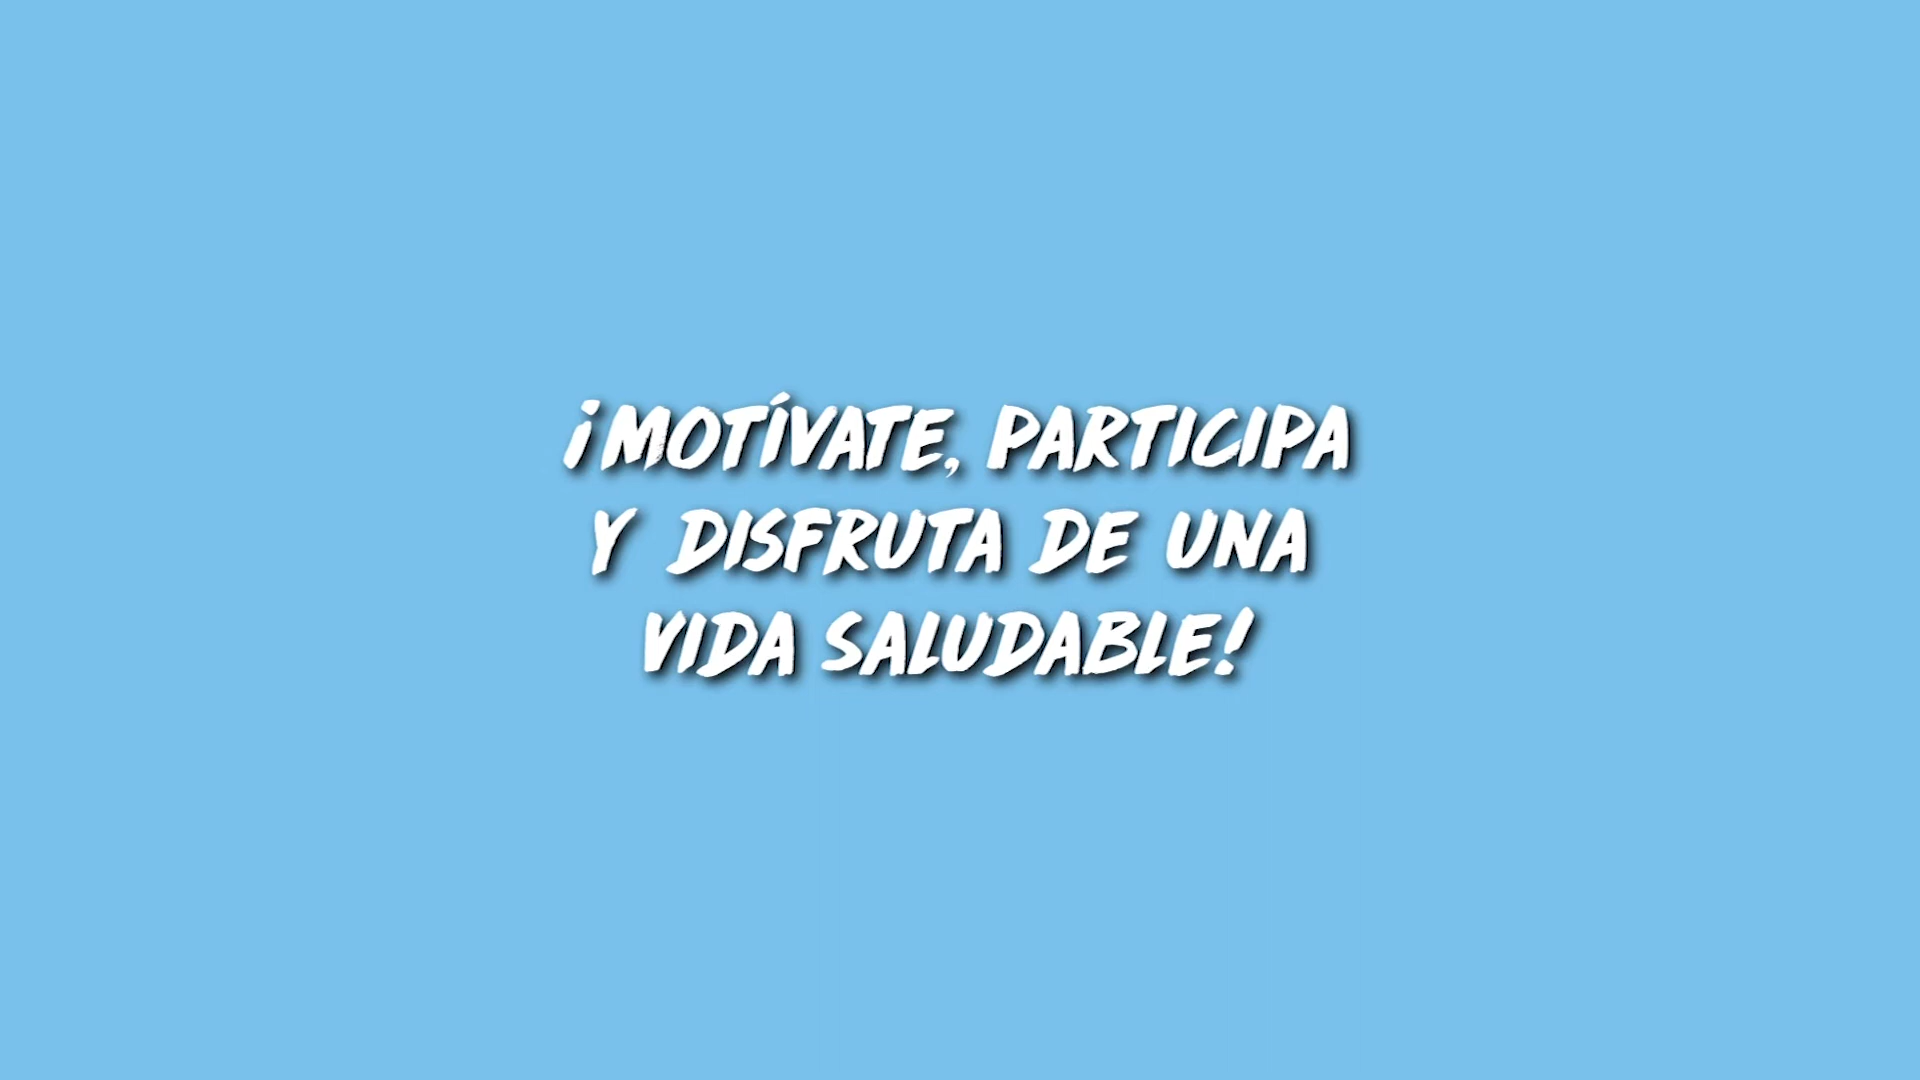 ¡MOTÍVATE, PARTICIPA
Y DISFRUTA DE UNA
VIDA SALUDABLE!